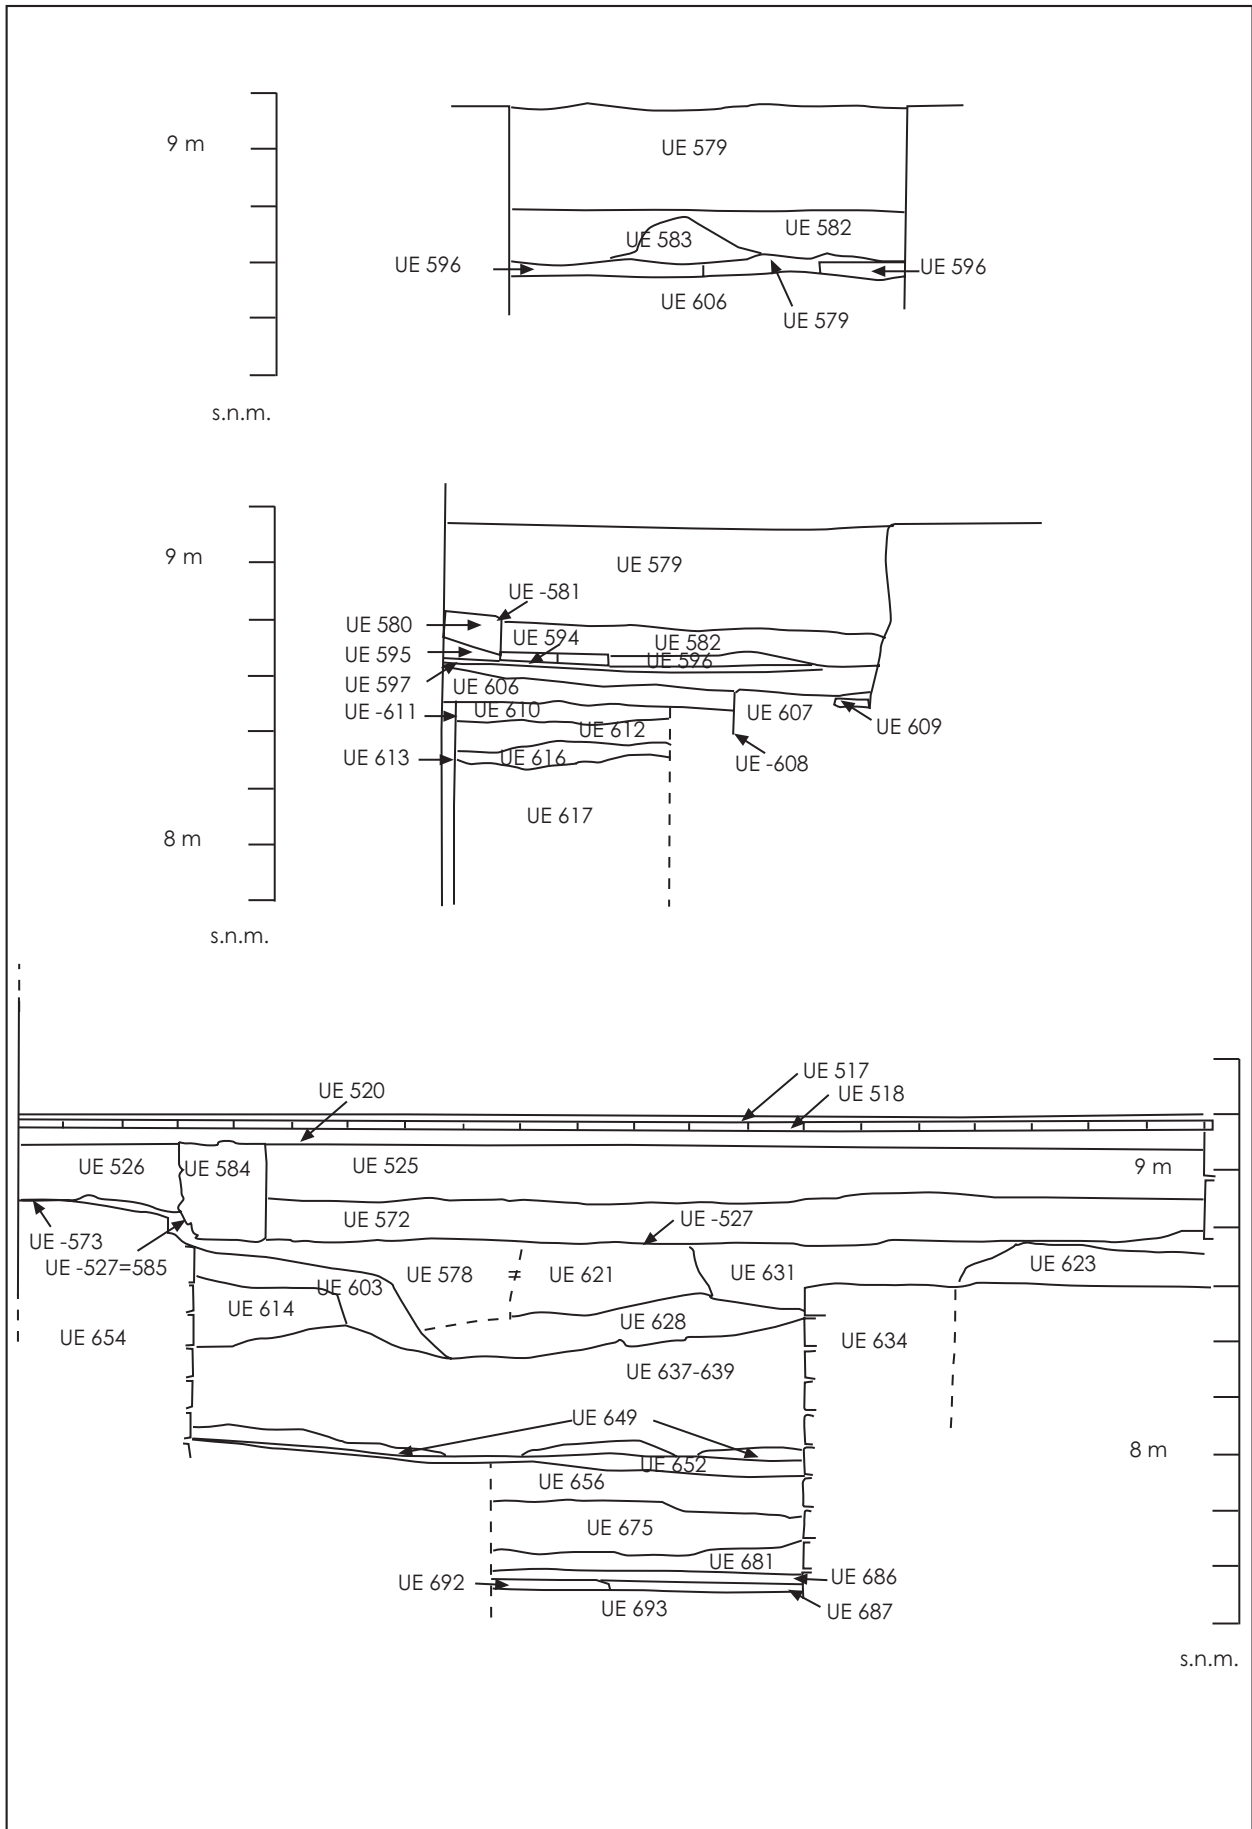 9 m
UE 579
UE 582
UE 583
UE 596
UE 596
UE 606
UE 579
s.n.m.
9 m
UE 579
UE -581
UE 580
UE 594
UE 582
UE 595
UE 596
UE 597
UE 606
UE 610
UE 607
UE -611
UE 609
UE 612
UE 613
UE 616
UE -608
UE 617
8 m
s.n.m.
UE 517
UE 520
UE 518
UE 526
UE 584
UE 525
9 m
UE 572
UE -527
UE -573
UE -527=585
UE 578
UE 621
UE 631
UE 623
UE 603
UE 614
UE 628
UE 654
UE 634
UE 637-639
UE 649
8 m
UE 652
UE 656
UE 675
UE 681
UE 692
UE 686
UE 693
UE 687
s.n.m.